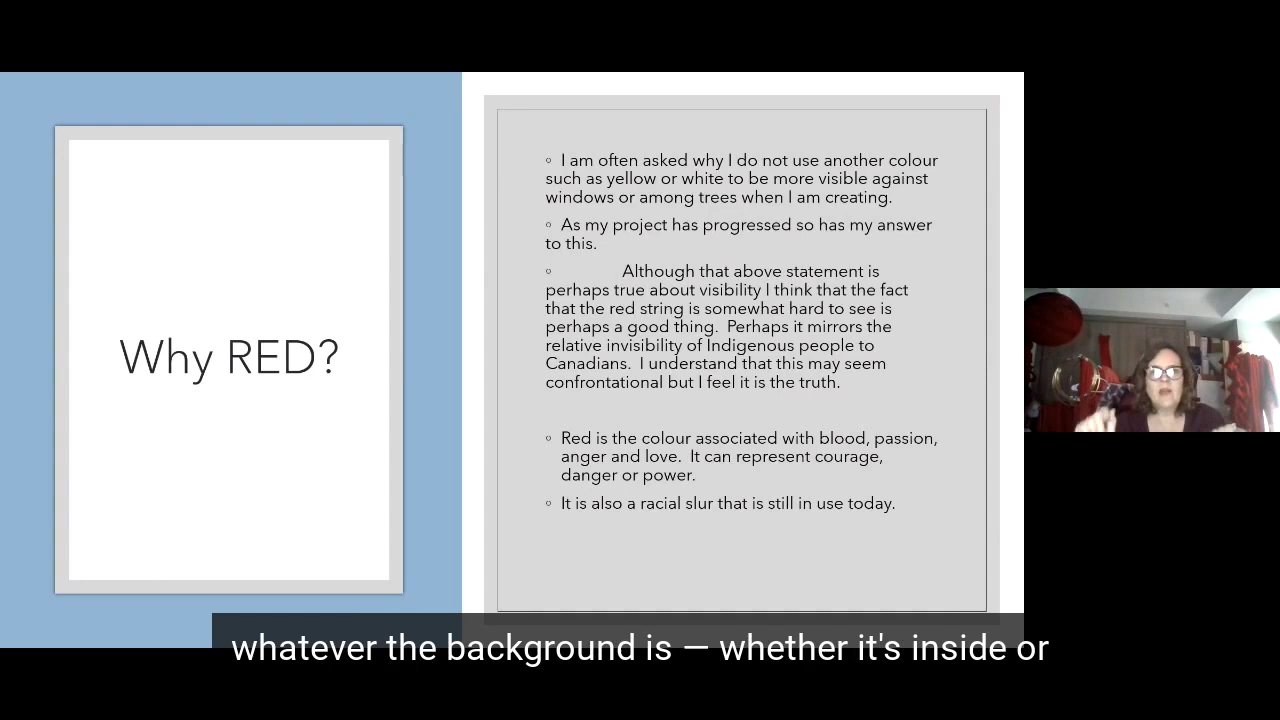 Why RED?
◦ I am often asked why I do not use another colour
such as yellow or white to be more visible against
windows or among trees when I am creating.
◦ As my project has progressed so has my answer
to this.
◦ Although that above statement is
perhaps true about visibility I think that the fact
that the red string is somewhat hard to see is
perhaps a good thing.  Perhaps it mirrors the
relative invisibility of Indigenous people to
Canadians.  I understand that this may seem
confrontational but I feel it is the truth.
◦ Red is the colour associated with blood, passion,
anger and love.  It can represent courage,
danger or power.
◦ It is also a racial slur that is still in use today.
whatever the background is — whether it's inside or